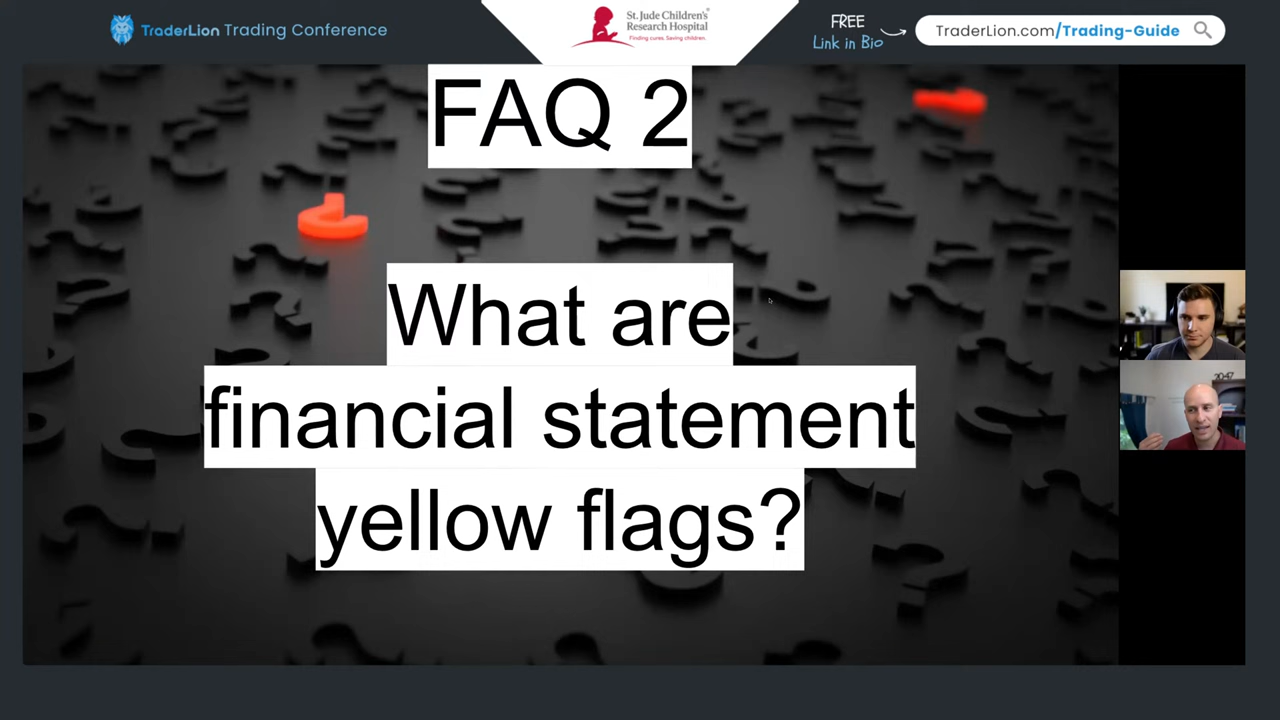 TraderLion Trading Conference
St. Jude Children's
Research Hospital
Finding cures. Saving children.
FREE
Link in Bio
TraderLion.com/Trading-Guide
FAQ 2
What are
financial statement
yellow flags?